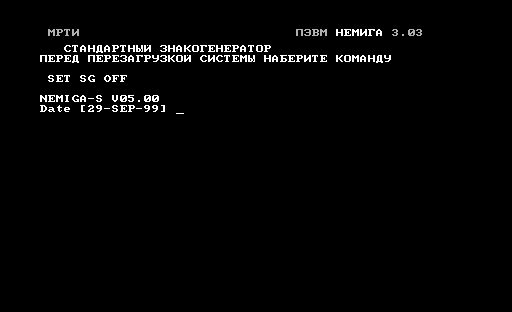 МРТИ ПЭВМ НЕМИГА 3.03
СТАНДАРТНЫЙ ЗНАКОГЕНЕРАТОР
ПЕРЕД ПЕРЕЗАГРУЗКОЙ СИСТЕМЫ НАБЕРИТЕ КОМАНДУ
SET SG OFF
NEMIGA-S V05.00
Date [29-SEP-99] _